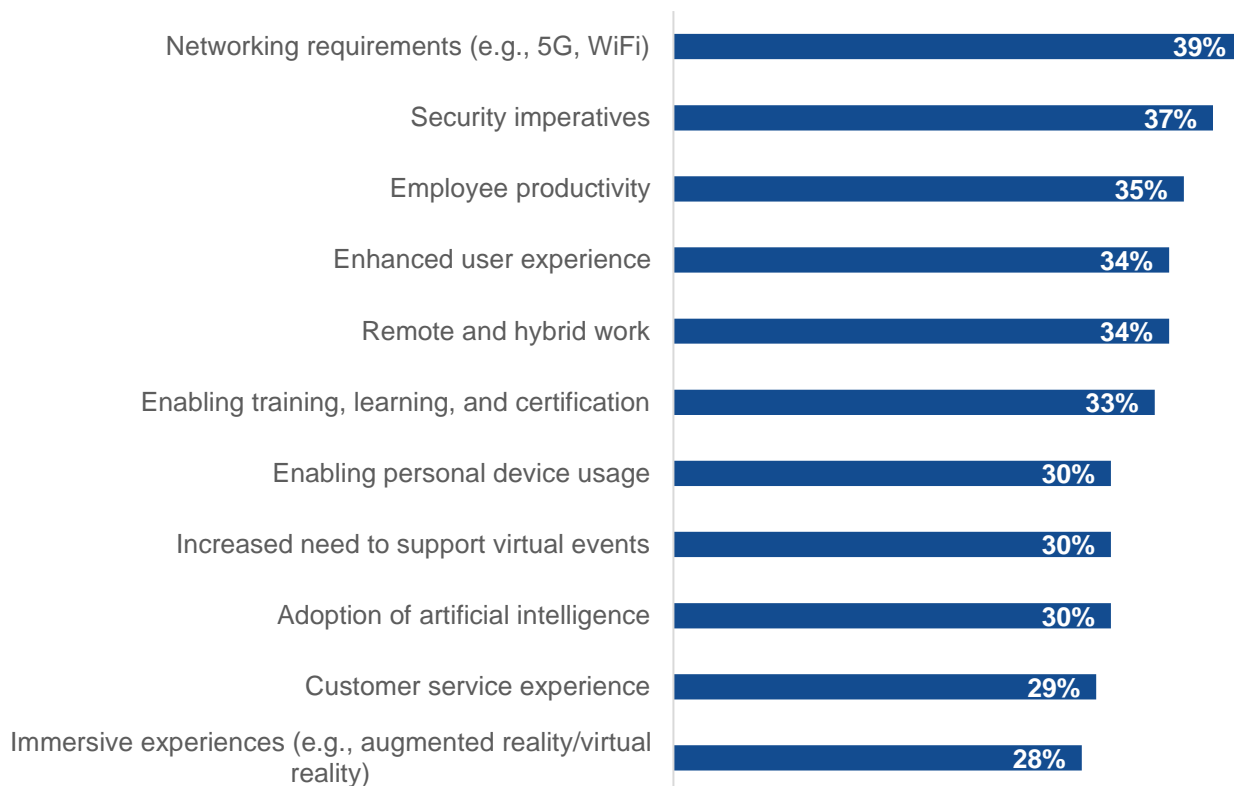 Networking requirements (e.g., 5G, WiFi) 39%
Security imperatives 37%
Employee productivity 35%
Enhanced user experience 34%
Remote and hybrid work 34%
Enabling training, learning, and certification 33%
Enabling personal device usage 30%
Increased need to support virtual events 30%
Adoption of artificial intelligence 30%
Customer service experience 29%
Immersive experiences (e.g., augmented reality/virtual
reality) 28%